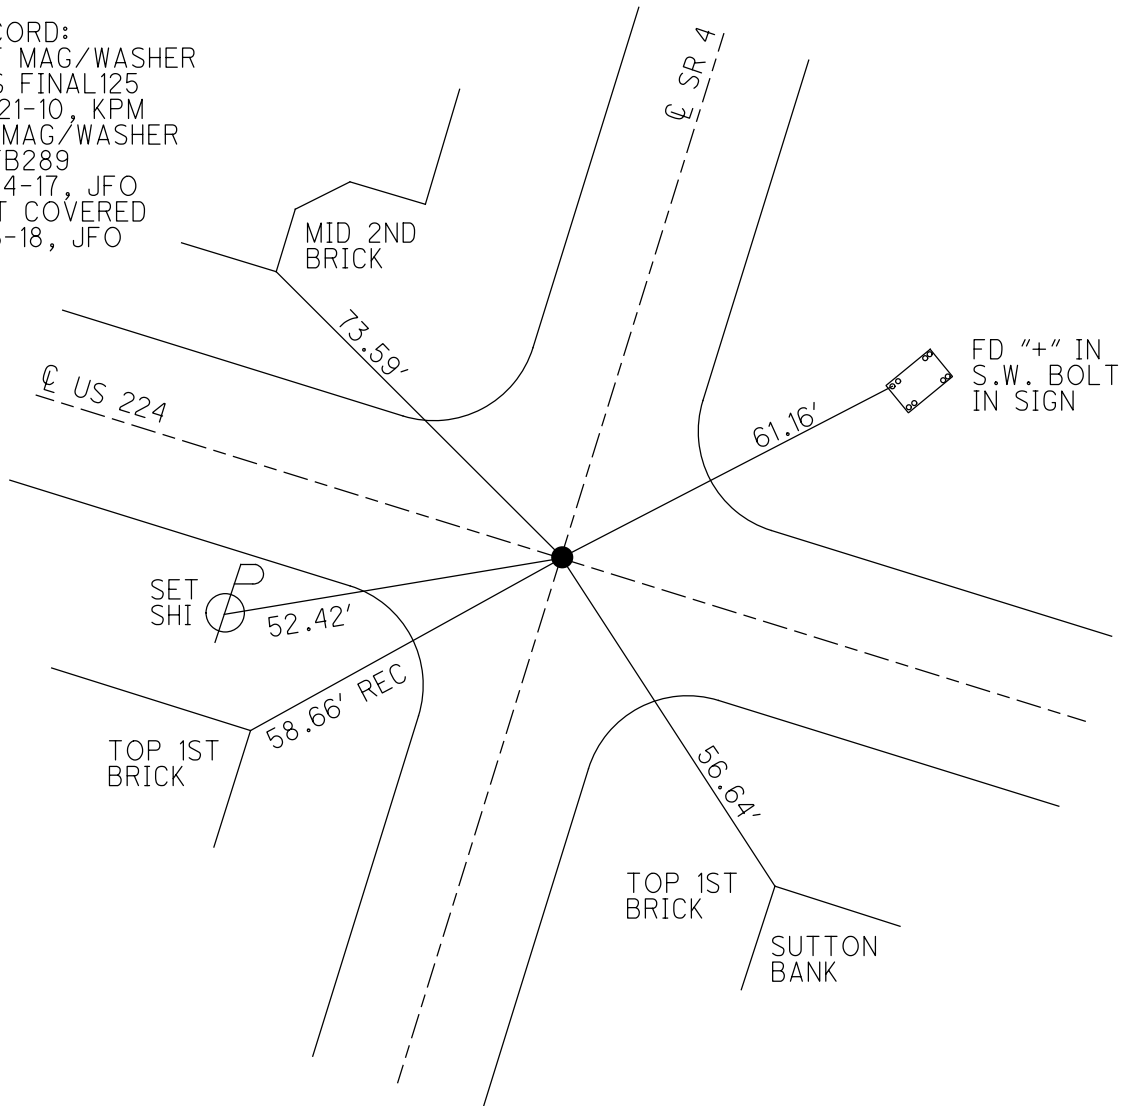 CORD:
MAG/WASHER
FINAL125
21-10, KPM
MAG/WASHER
B289
4-17, JFO
COVERED
-18, JFO
MID 2ND
BRICK
℄ SR 4
73.59'
℄ US 224
FD "+" IN
S.W. BOLT
IN SIGN
61.16'
SET
SHI
52.42'
58.66' REC
TOP 1ST
BRICK
56.64'
TOP 1ST
BRICK
SUTTON
BANK